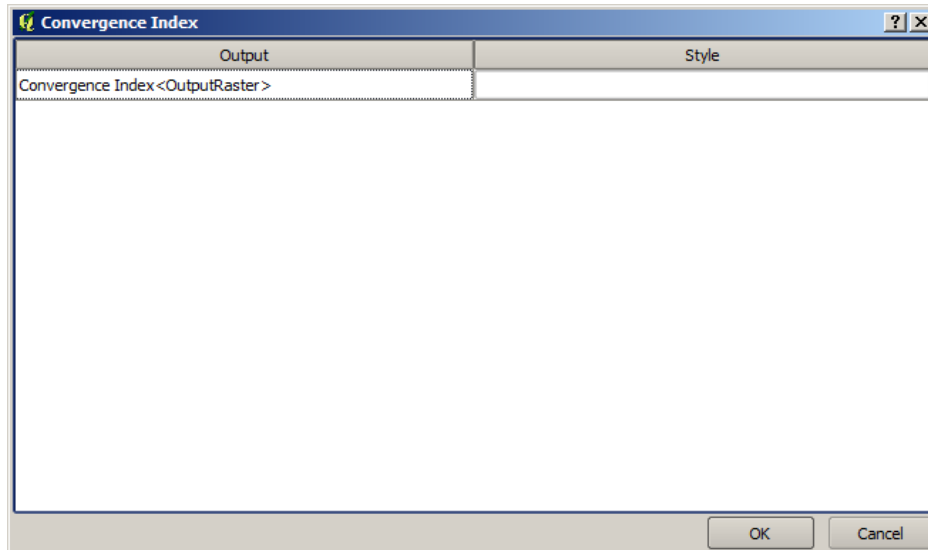 Convergence Index
Output Style
Convergence Index<OutputRaster>
OK Cancel